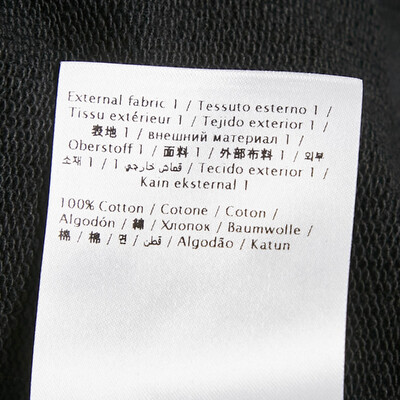 External fabric 1 / Tessuto esterno 1 /
Tissu extérieur 1 / Tejido exterior 1 /
表地 1 / внешний материал 1 /
Oberstoff 1 / 面料 1 / 外部布料 1 / 외부
소재 1 / قماش خارجي 1 / Tecido exterior 1 /
Kain eksternal 1
100% Cotton / Cotone / Coton /
Algodón / 綿 / Хлопок / Baumwolle /
棉 / 棉 / 면 / قطن / Algodão / Katun